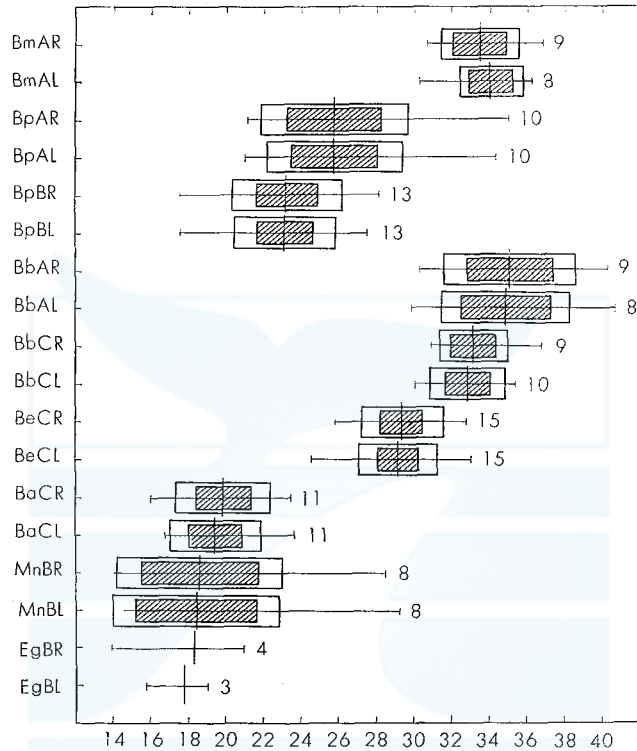 BmAR 9
BmAL 8
BpAR 10
BpAL 10
BpBR 13
BpBL 13
BbAR 9
BbAL 8
BbCR 9
BbCL 10
BeCR 15
BeCL 15
BaCR 11
BaCL 11
MnBR 8
MnBL 8
EgBR 4
EgBL 3
14 16 18 20 22 24 26 28 30 32 34 36 38 40